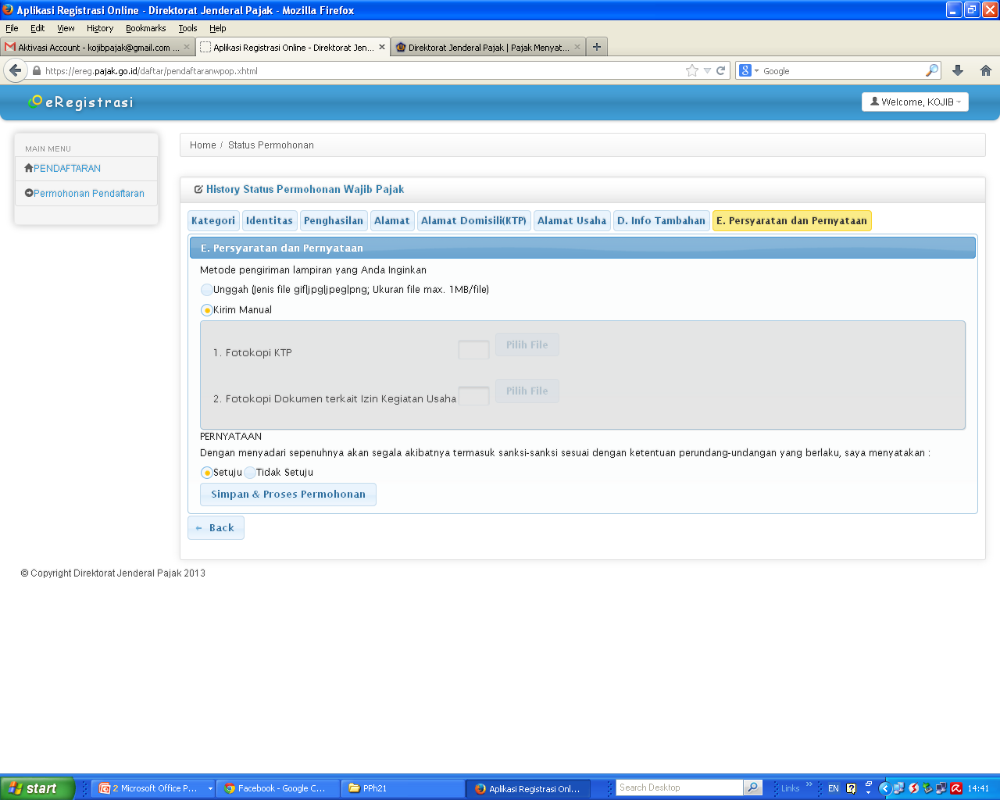 Aplikasi Registrasi Online - Direktorat Jenderal Pajak - Mozilla Firefox
File Edit View History Bookmarks Tools Help
Aktivasi Account - kojibpajak@gmail.com ... Aplikasi Registrasi Online - Direktorat Jen... Direktorat Jenderal Pajak | Pajak Menyat...
https://ereg.pajak.go.id/daftar/pendaftaranwpop.xhtml Google
eRegistrasi Welcome, KOJIB
MAIN MENU
PENDAFTARAN
Permohonan Pendaftaran
Home / Status Permohonan
History Status Permohonan Wajib Pajak
Kategori Identitas Penghasilan Alamat Alamat Domisili(KTP) Alamat Usaha D. Info Tambahan E. Persyaratan dan Pernyataan
E. Persyaratan dan Pernyataan
Metode pengiriman lampiran yang Anda Inginkan
Unggah (Jenis file gif|jpg|jpeg|png; Ukuran file max. 1MB/file)
Kirim Manual
1. Fotokopi KTP Pilih File
2. Fotokopi Dokumen terkait Izin Kegiatan Usaha Pilih File
PERNYATAAN
Dengan menyadari sepenuhnya akan segala akibatnya termasuk sanksi-sanksi sesuai dengan ketentuan perundang-undangan yang berlaku, saya menyatakan :
Setuju Tidak Setuju
Simpan & Proses Permohonan
← Back
© Copyright Direktorat Jenderal Pajak 2013
start 2 Microsoft Office P... Facebook - Google C... PPh21 Aplikasi Registrasi Onl... Search Desktop Links » EN 14:41